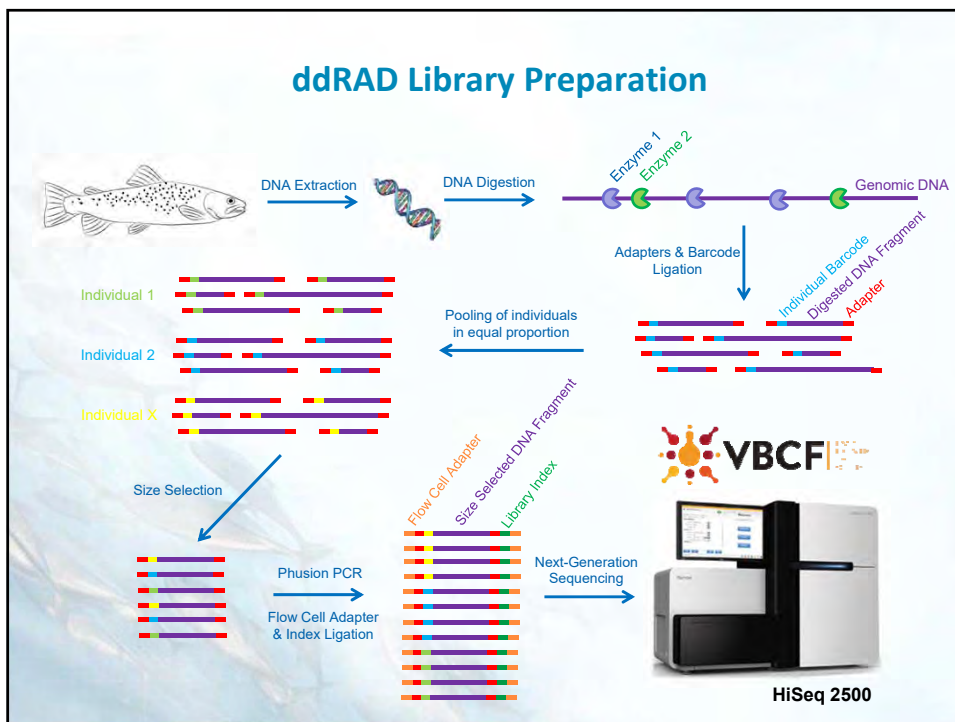 ddRAD Library Preparation
DNA Extraction
DNA Digestion
Enzyme 1
Enzyme 2
Genomic DNA
Adapters & Barcode
Ligation
Individual Barcode
Digested DNA Fragment
Adapter
Pooling of individuals
in equal proportion
Individual 1
Individual 2
Individual X
Size Selection
Phusion PCR
Flow Cell Adapter
& Index Ligation
Flow Cell Adapter
Size Selected DNA Fragment
Library Index
Next-Generation
Sequencing
VBCF
HiSeq 2500